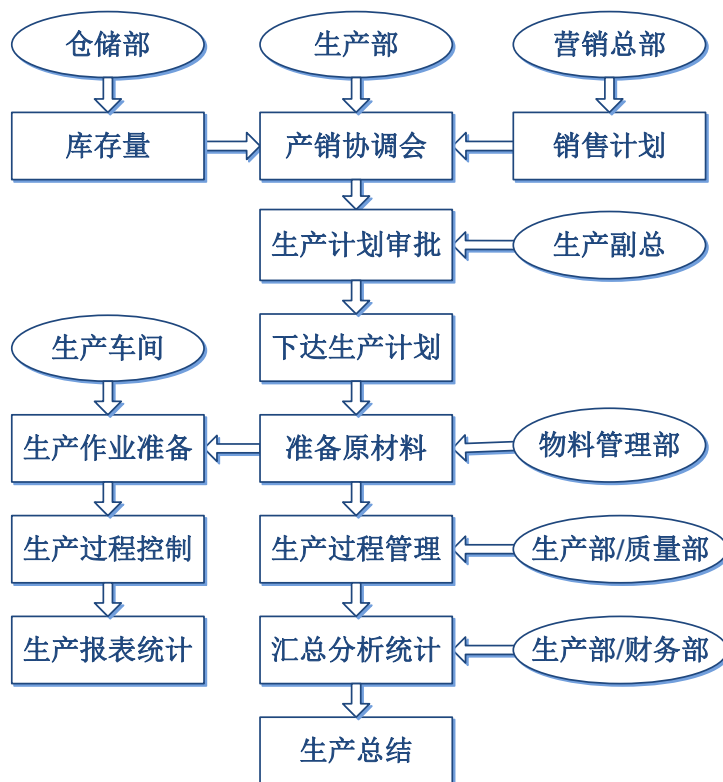 仓储部
生产部
营销总部
库存量
产销协调会
销售计划
生产计划审批
生产副总
生产车间
下达生产计划
生产作业准备
准备原材料
物料管理部
生产过程控制
生产过程管理
生产部/质量部
生产报表统计
汇总分析统计
生产部/财务部
生产总结